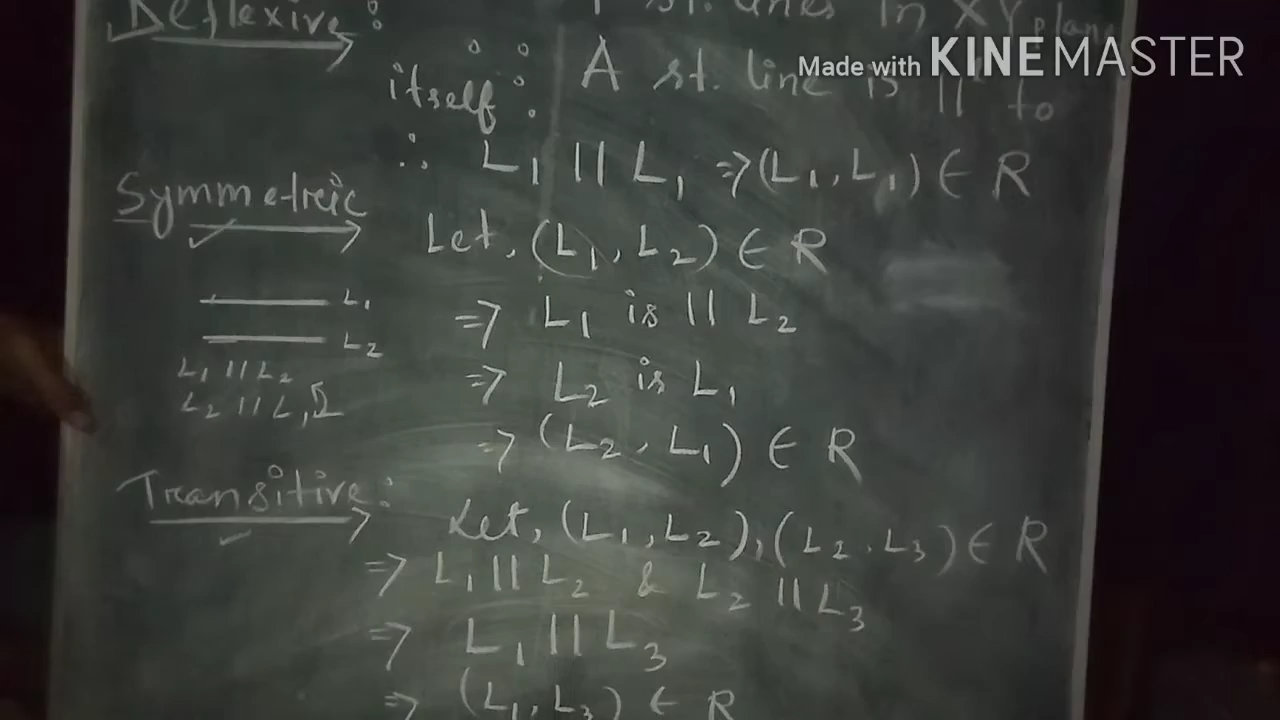 Reflexive :
st. lines in XY plane
Made with KINEMASTER
∵ A st. line is || to
itself :
∴ L₁ || L₁ ⇒ (L₁, L₁) ∈ R
Symmetric
Let, (L₁, L₂) ∈ R
L₁
⇒ L₁ is || L₂
L₂
L₁ || L₂
⇒ L₂ is L₁
L₂ || L₁
⇒ (L₂, L₁) ∈ R
Transitive :
Let, (L₁, L₂), (L₂, L₃) ∈ R
⇒ L₁ || L₂ & L₂ || L₃
⇒ L₁ || L₃
⇒ (L₁, L₃) ∈ R